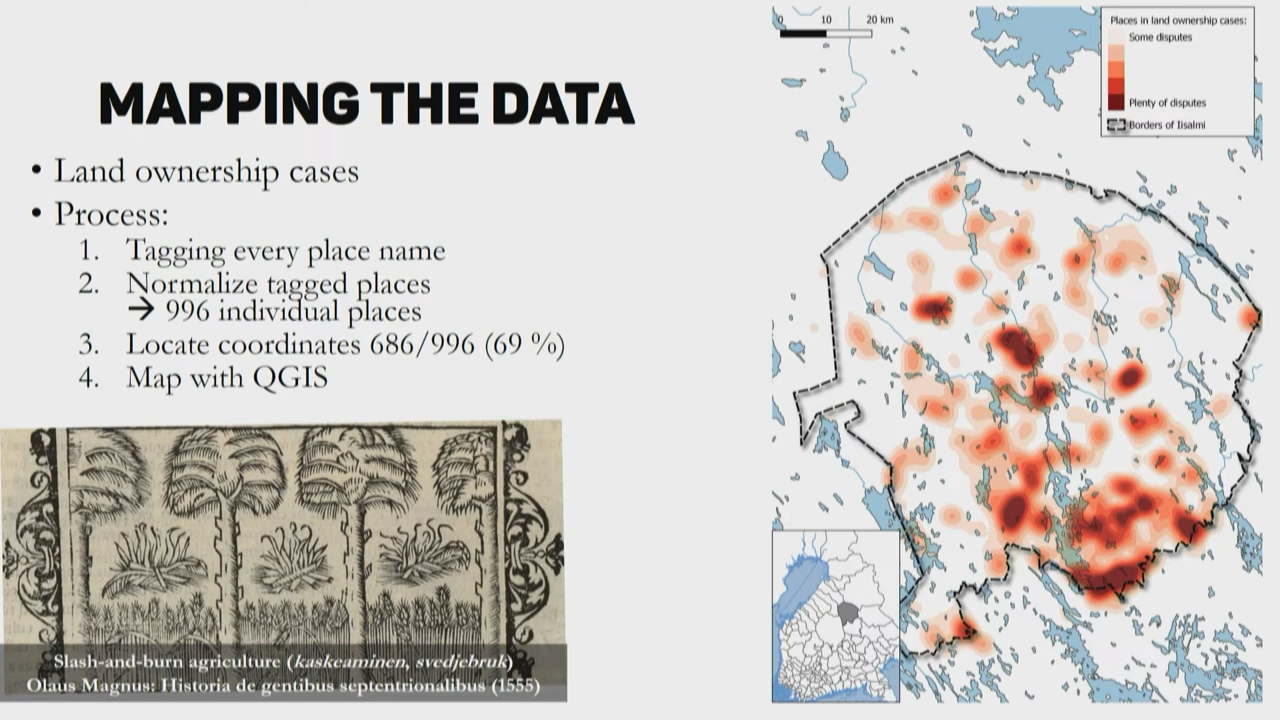 MAPPING THE DATA
• Land ownership cases
• Process:
1. Tagging every place name
2. Normalize tagged places
→ 996 individual places
3. Locate coordinates 686/996 (69 %)
4. Map with QGIS
Slash-and-burn agriculture (kaskeaminen, svedjebruk)
Olaus Magnus: Historia de gentibus septentrionalibus (1555)
0 10 20 km
Places in land ownership cases:
Some disputes
Plenty of disputes
Borders of Iisalmi